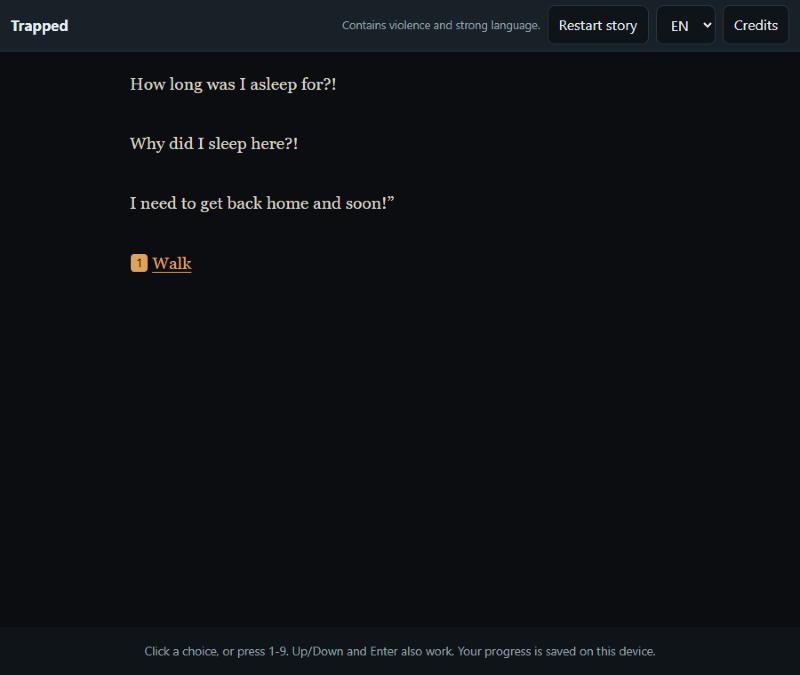 Trapped
Contains violence and strong language.
Restart story
EN
Credits
How long was I asleep for?!
Why did I sleep here?!
I need to get back home and soon!”
1 Walk
Click a choice, or press 1-9. Up/Down and Enter also work. Your progress is saved on this device.